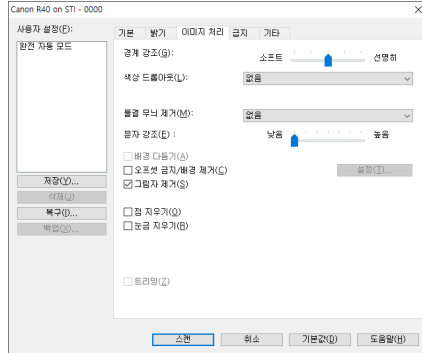 Canon R40 on STI - 0000
사용자 설정(F):
완전 자동 모드
저장(Y)...
삭제(J)
복구(I)...
백업(X)...
기본 밝기 이미지 처리 급지 기타
경계 강조(G): 소프트 선명히
색상 드롭아웃(L): 없음
물결 무늬 제거(M): 없음
문자 강조(E) : 낮음 높음
배경 다듬기(A)
오프셋 금지/배경 제거(C) 설정(T)...
그림자 제거(S)
점 지우기(O)
눈금 지우기(R)
트리밍(Z)
스캔 취소 기본값(D) 도움말(H)